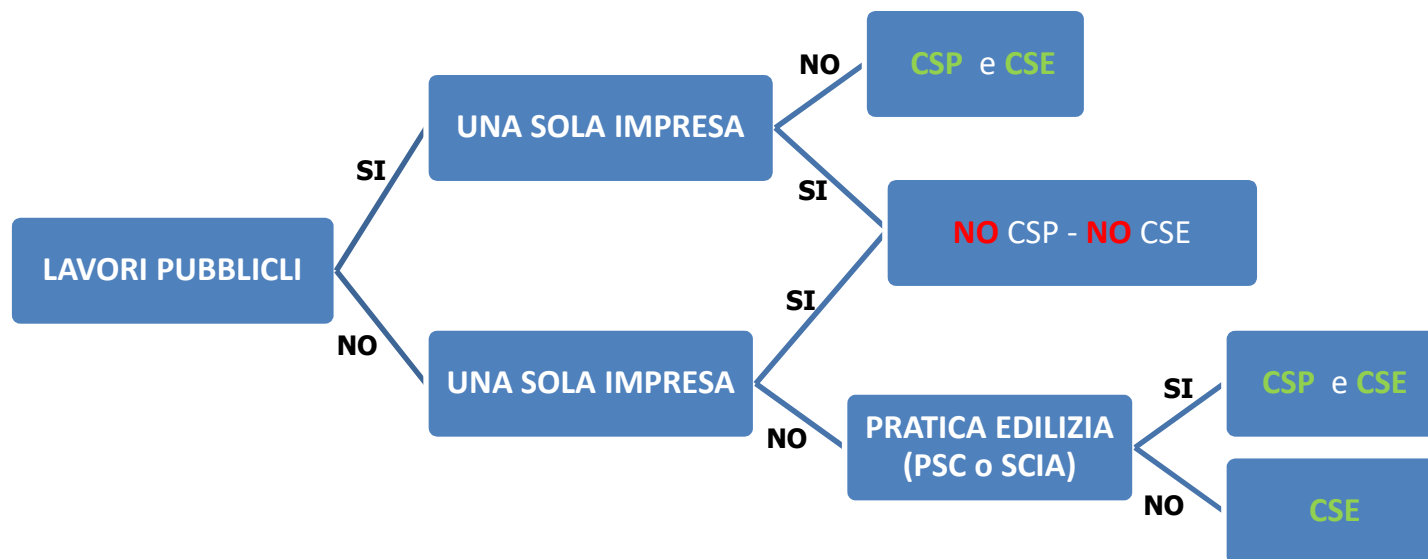 NO
CSP e CSE
UNA SOLA IMPRESA
SI
SI
NO CSP - NO CSE
LAVORI PUBBLICLI
SI
NO
UNA SOLA IMPRESA
SI
CSP e CSE
NO
PRATICA EDILIZIA
(PSC o SCIA)
NO
CSE